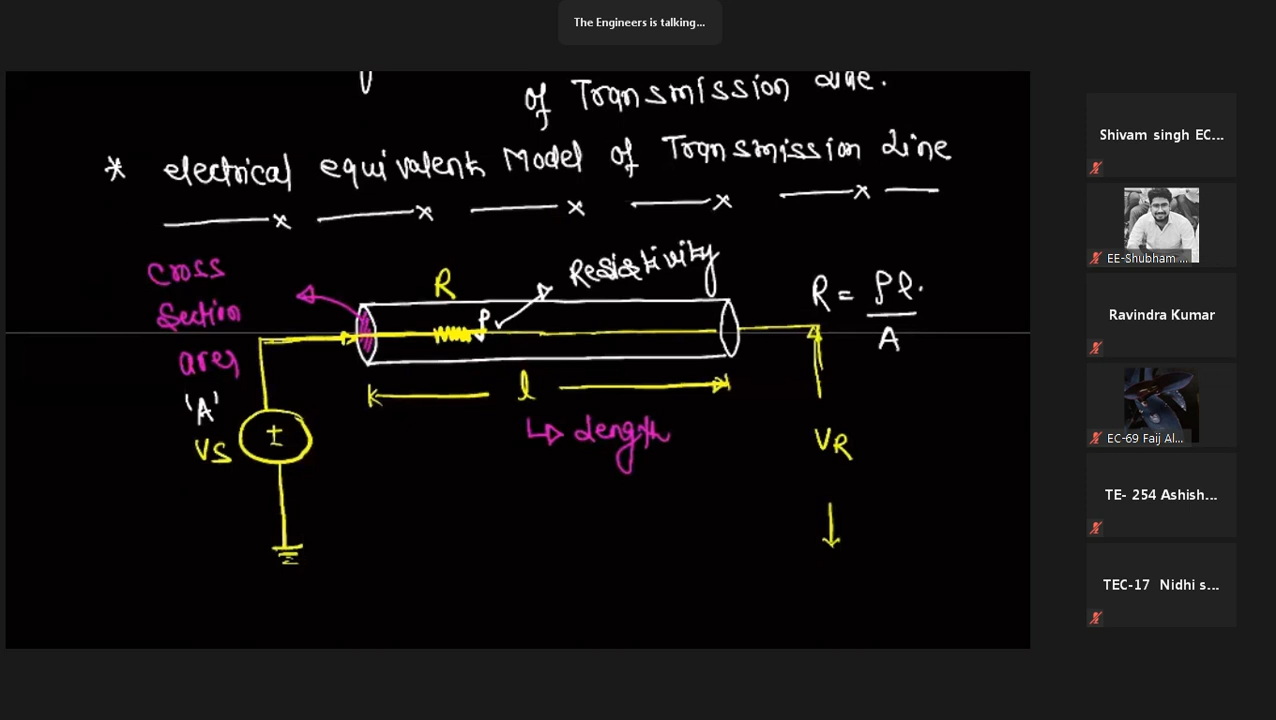 The Engineers is talking...
of Transmission Line.
* electrical equivalent Model of Transmission Line
Cross
Section
area
'A'
R
ρ
Resistivity
R = ρl.
A
l
Length
VS
±
VR
Shivam singh EC...
EE-Shubham ...
Ravindra Kumar
EC-69 Faij Al...
TE- 254 Ashish...
TEC-17 Nidhi s...